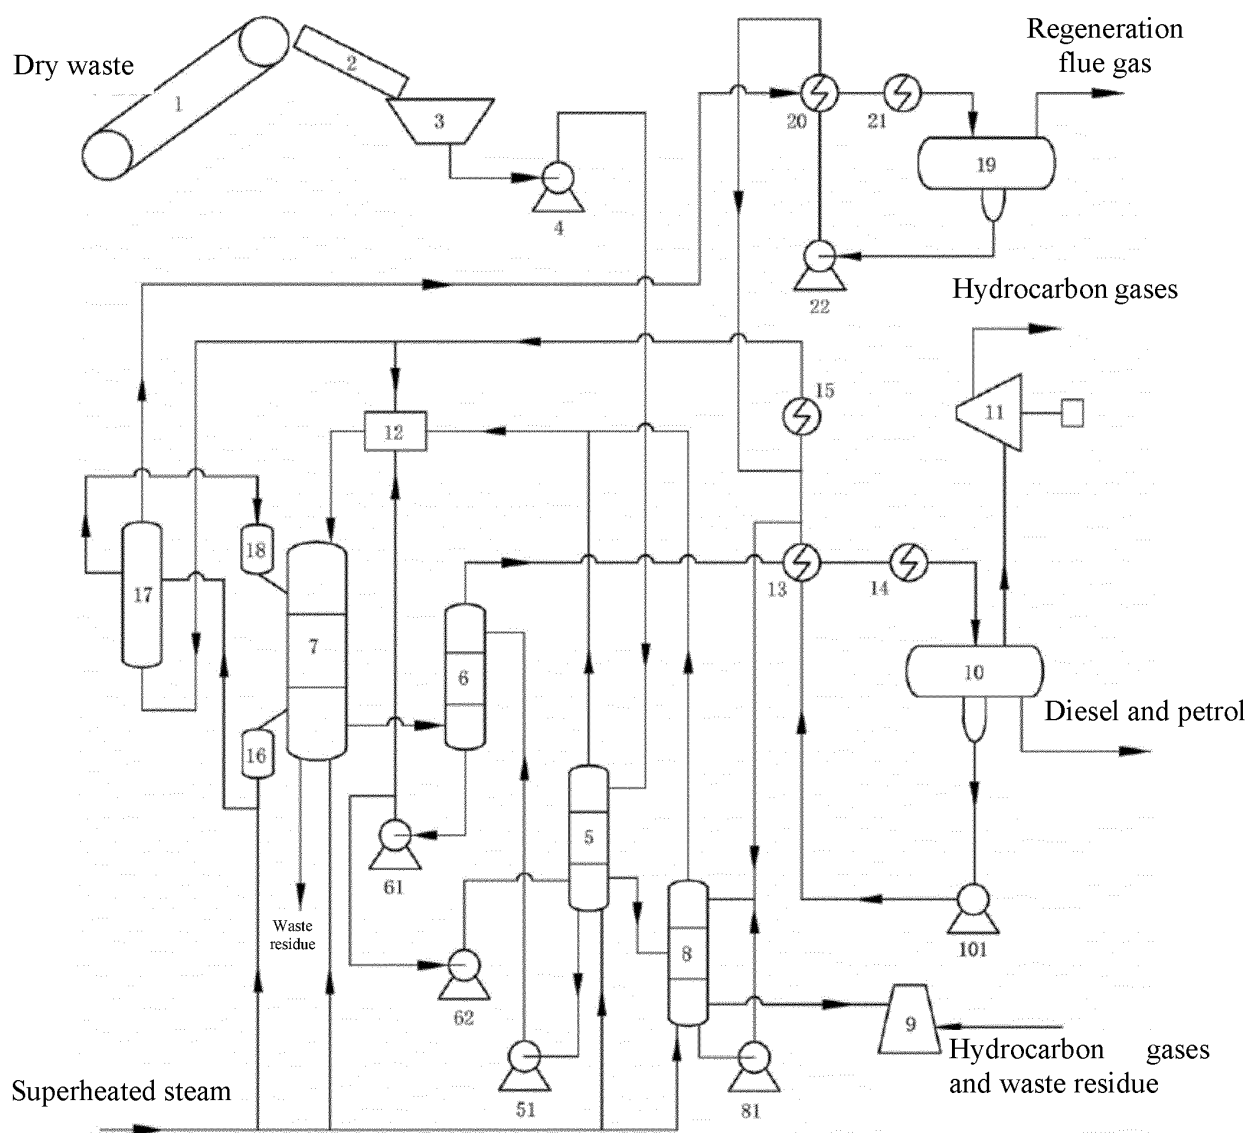 Regeneration
flue gas
Dry waste
1
2
3
4
20
21
19
22
Hydrocarbon gases
15
11
12
18
17
7
13
14
6
10
Diesel and petrol
16
5
61
Waste
residue
8
101
62
9
Hydrocarbon gases
and waste residue
Superheated steam
51
81